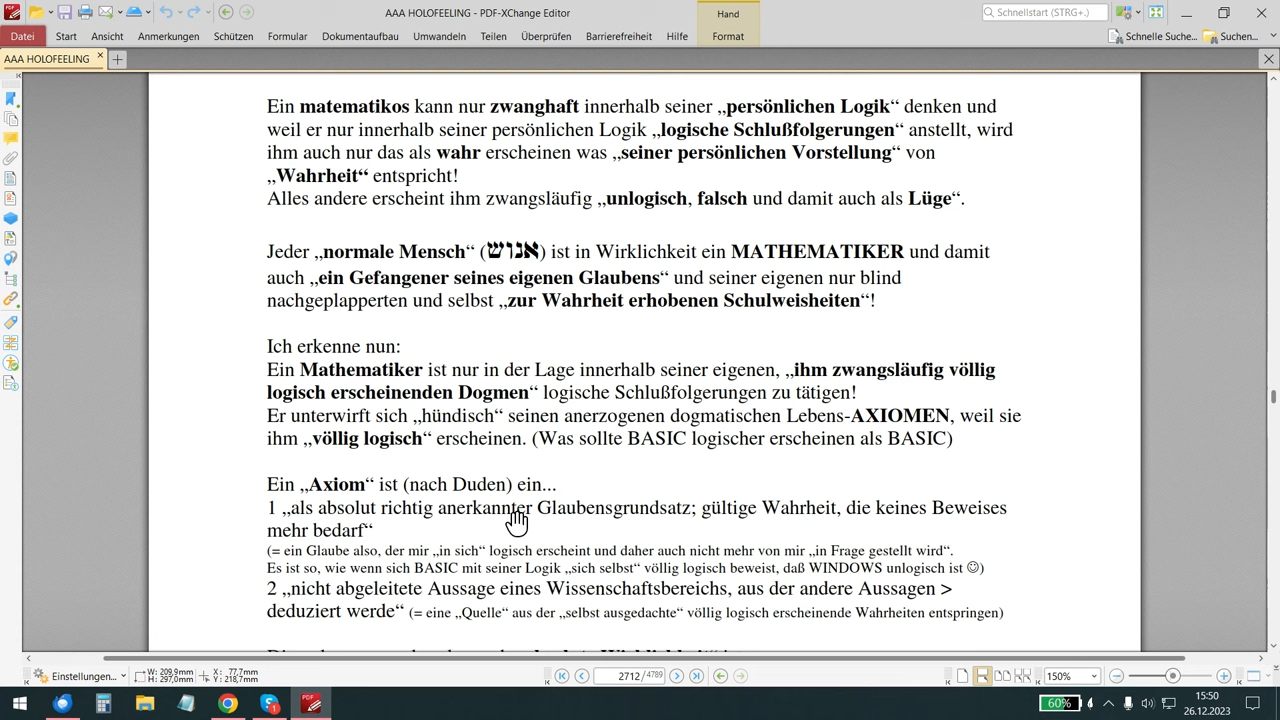 AAA HOLOFEELING - PDF-XChange Editor
Hand
Schnellstart (STRG+.)
Datei Start Ansicht Anmerkungen Schützen Formular Dokumentaufbau Umwandeln Teilen Überprüfen Barrierefreiheit Hilfe Format Schnelle Suche... Suchen...
AAA HOLOFEELING
Ein matematikos kann nur zwanghaft innerhalb seiner „persönlichen Logik“ denken und
weil er nur innerhalb seiner persönlichen Logik „logische Schlußfolgerungen“ anstellt, wird
ihm auch nur das als wahr erscheinen was „seiner persönlichen Vorstellung“ von
„Wahrheit“ entspricht!
Alles andere erscheint ihm zwangsläufig „unlogisch, falsch und damit auch als Lüge“.
Jeder „normale Mensch“ (אנוש) ist in Wirklichkeit ein MATHEMATIKER und damit
auch „ein Gefangener seines eigenen Glaubens“ und seiner eigenen nur blind
nachgeplapperten und selbst „zur Wahrheit erhobenen Schulweisheiten“!
Ich erkenne nun:
Ein Mathematiker ist nur in der Lage innerhalb seiner eigenen, „ihm zwangsläufig völlig
logisch erscheinenden Dogmen“ logische Schlußfolgerungen zu tätigen!
Er unterwirft sich „hündisch“ seinen anerzogenen dogmatischen Lebens-AXIOMEN, weil sie
ihm „völlig logisch“ erscheinen. (Was sollte BASIC logischer erscheinen als BASIC)
Ein „Axiom“ ist (nach Duden) ein...
1 „als absolut richtig anerkannter Glaubensgrundsatz; gültige Wahrheit, die keines Beweises
mehr bedarf“
(= ein Glaube also, der mir „in sich“ logisch erscheint und daher auch nicht mehr von mir „in Frage gestellt wird“.
Es ist so, wie wenn sich BASIC mit seiner Logik „sich selbst“ völlig logisch beweist, daß WINDOWS unlogisch ist ☺)
2 „nicht abgeleitete Aussage eines Wissenschaftsbereichs, aus der andere Aussagen >
deduziert werde“ (= eine „Quelle“ aus der „selbst ausgedachte“ völlig logisch erscheinende Wahrheiten entspringen)
Einstellungen... W: 209,9mm X: 77,7mm 2712 / 4789 150%
H: 297,0mm Y: 218,7mm
60% 15:50
26.12.2023